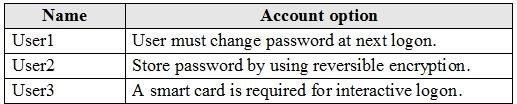 Name Account option
User1 User must change password at next logon.
User2 Store password by using reversible encryption.
User3 A smart card is required for interactive logon.